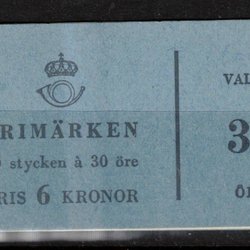 RIMÄRKEN
stycken à 30 öre
RIS 6 KRONOR
VAL
3
ÖR